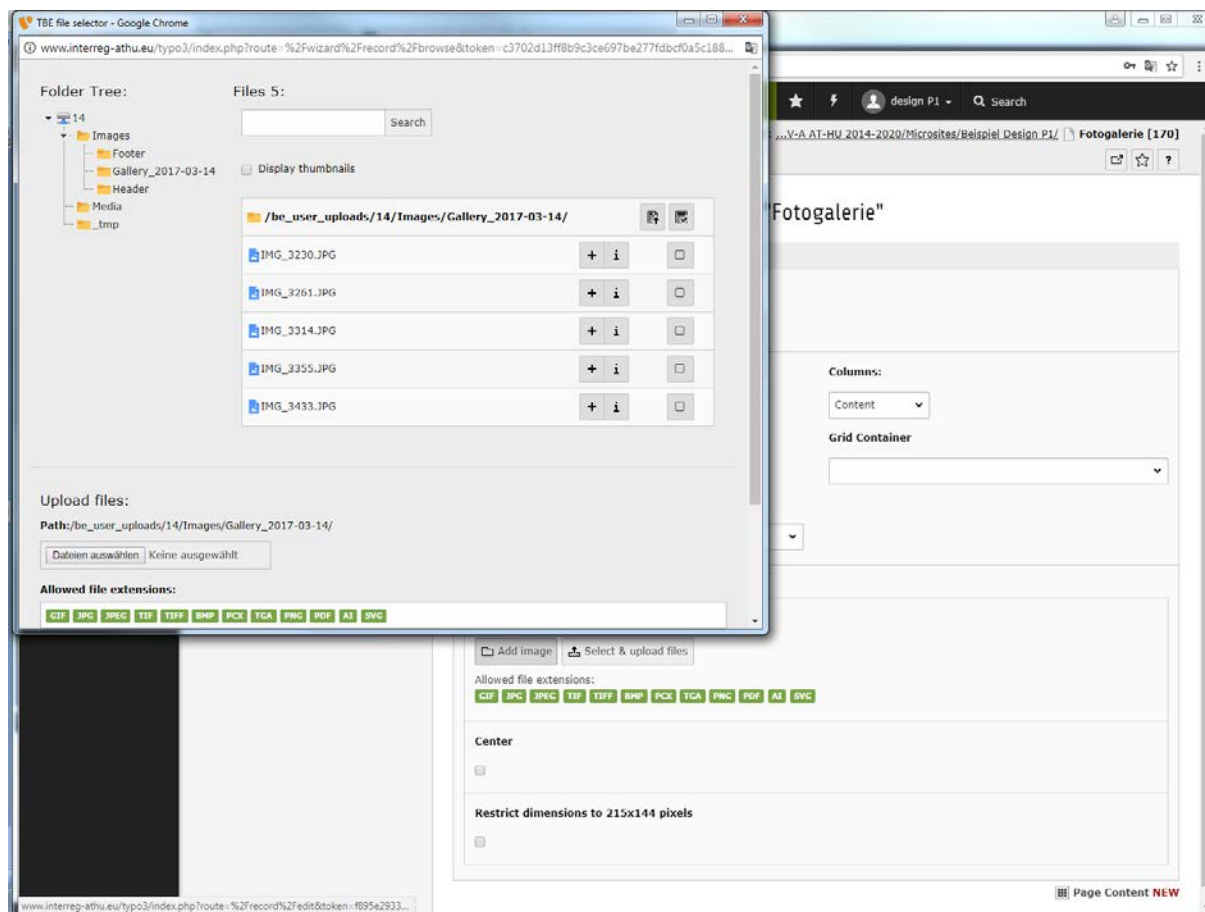 TBE file selector - Google Chrome
www.interreg-athu.eu/typo3/index.php?route=%2Fwizard%2Frecord%2Fbrowse&token=c3702d13ff8b9c3ce697be277fdbcf0a5c188...
Folder Tree:
Files 5:
14
Images
Footer
Gallery_2017-03-14
Header
Media
_tmp
Search
Display thumbnails
/be_user_uploads/14/Images/Gallery_2017-03-14/
IMG_3230.JPG
IMG_3261.JPG
IMG_3314.JPG
IMG_3355.JPG
IMG_3433.JPG
Upload files:
Path:/be_user_uploads/14/Images/Gallery_2017-03-14/
Dateien auswählen Keine ausgewählt
Allowed file extensions:
GIF JPG JPEG TIF TIFF BMP PCX TGA PNG PDF AI SVG
design P1 Search
...V-A AT-HU 2014-2020/Microsites/Beispiel Design P1/ Fotogalerie [170]
"Fotogalerie"
Columns:
Content
Grid Container
Add image Select & upload files
Allowed file extensions:
GIF JPG JPEG TIF TIFF BMP PCX TGA PNG PDF AI SVG
Center
Restrict dimensions to 215x144 pixels
Page Content NEW
www.interreg-athu.eu/typo3/index.php?route=%2Frecord%2Fedit&token=f895e2933...